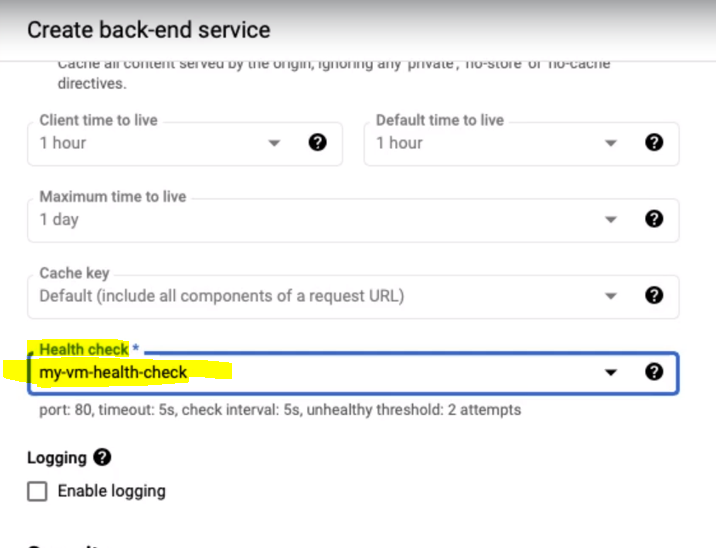 Create back-end service
Cache all content served by the origin, ignoring any 'private', 'no-store' or 'no-cache'
directives.
Client time to live
1 hour
Default time to live
1 hour
Maximum time to live
1 day
Cache key
Default (include all components of a request URL)
Health check *
my-vm-health-check
port: 80, timeout: 5s, check interval: 5s, unhealthy threshold: 2 attempts
Logging
Enable logging